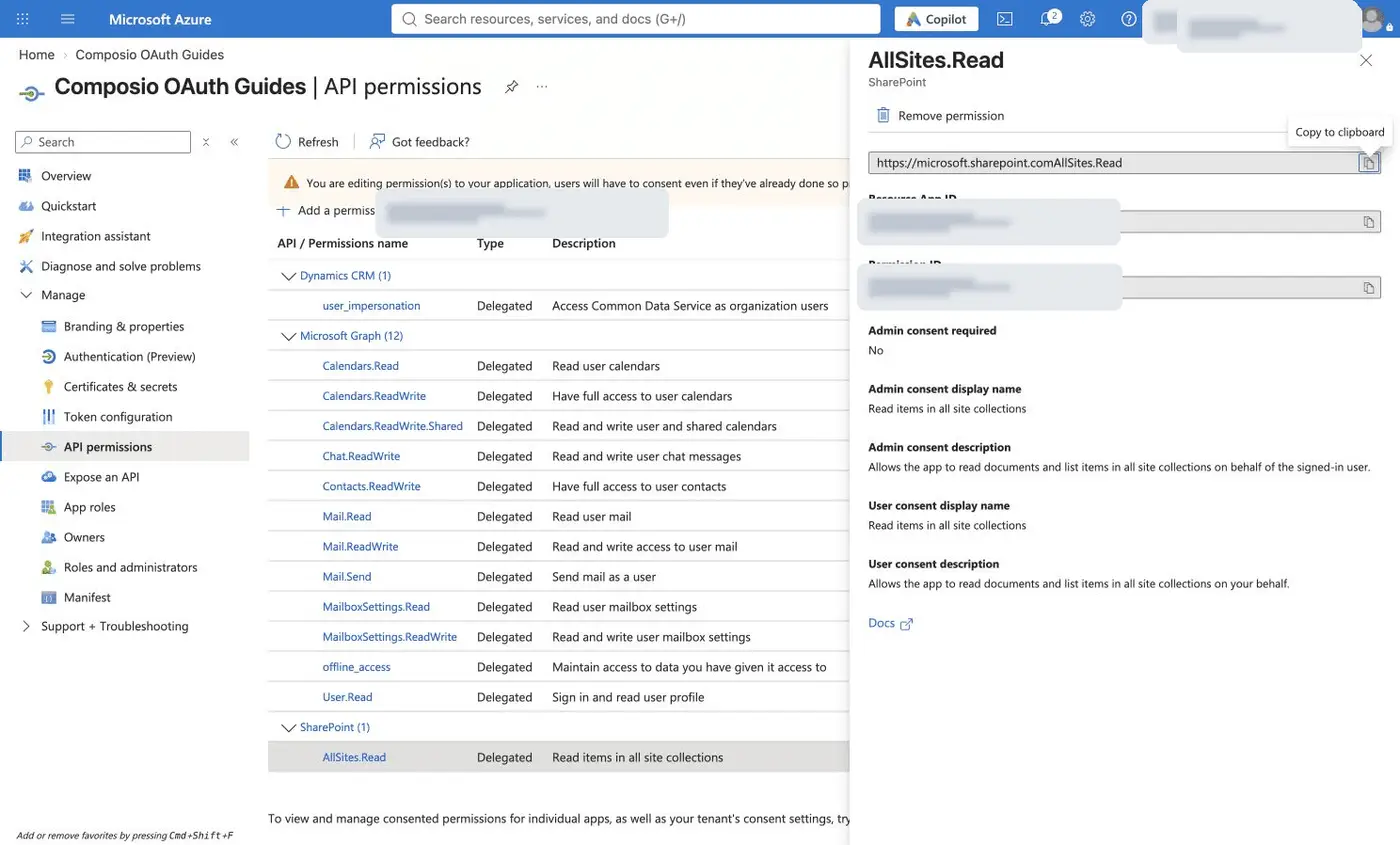 Microsoft Azure
Search resources, services, and docs (G+/)
Copilot
2
Home > Composio OAuth Guides
Composio OAuth Guides | API permissions
Search
Overview
Quickstart
Integration assistant
Diagnose and solve problems
Manage
Branding & properties
Authentication (Preview)
Certificates & secrets
Token configuration
API permissions
Expose an API
App roles
Owners
Roles and administrators
Manifest
Support + Troubleshooting
Add or remove favorites by pressing Cmd+Shift+F
Refresh
Got feedback?
You are editing permission(s) to your application, users will have to consent even if they've already done so p
Add a permiss
API / Permissions name Type Description
Dynamics CRM (1)
user_impersonation Delegated Access Common Data Service as organization users
Microsoft Graph (12)
Calendars.Read Delegated Read user calendars
Calendars.ReadWrite Delegated Have full access to user calendars
Calendars.ReadWrite.Shared Delegated Read and write user and shared calendars
Chat.ReadWrite Delegated Read and write user chat messages
Contacts.ReadWrite Delegated Have full access to user contacts
Mail.Read Delegated Read user mail
Mail.ReadWrite Delegated Read and write access to user mail
Mail.Send Delegated Send mail as a user
MailboxSettings.Read Delegated Read user mailbox settings
MailboxSettings.ReadWrite Delegated Read and write user mailbox settings
offline_access Delegated Maintain access to data you have given it access to
User.Read Delegated Sign in and read user profile
SharePoint (1)
AllSites.Read Delegated Read items in all site collections
To view and manage consented permissions for individual apps, as well as your tenant's consent settings, try
AllSites.Read
SharePoint
Remove permission
Copy to clipboard
https://microsoft.sharepoint.comAllSites.Read
Resource App ID
Permission ID
Admin consent required
No
Admin consent display name
Read items in all site collections
Admin consent description
Allows the app to read documents and list items in all site collections on behalf of the signed-in user.
User consent display name
Read items in all site collections
User consent description
Allows the app to read documents and list items in all site collections on your behalf.
Docs